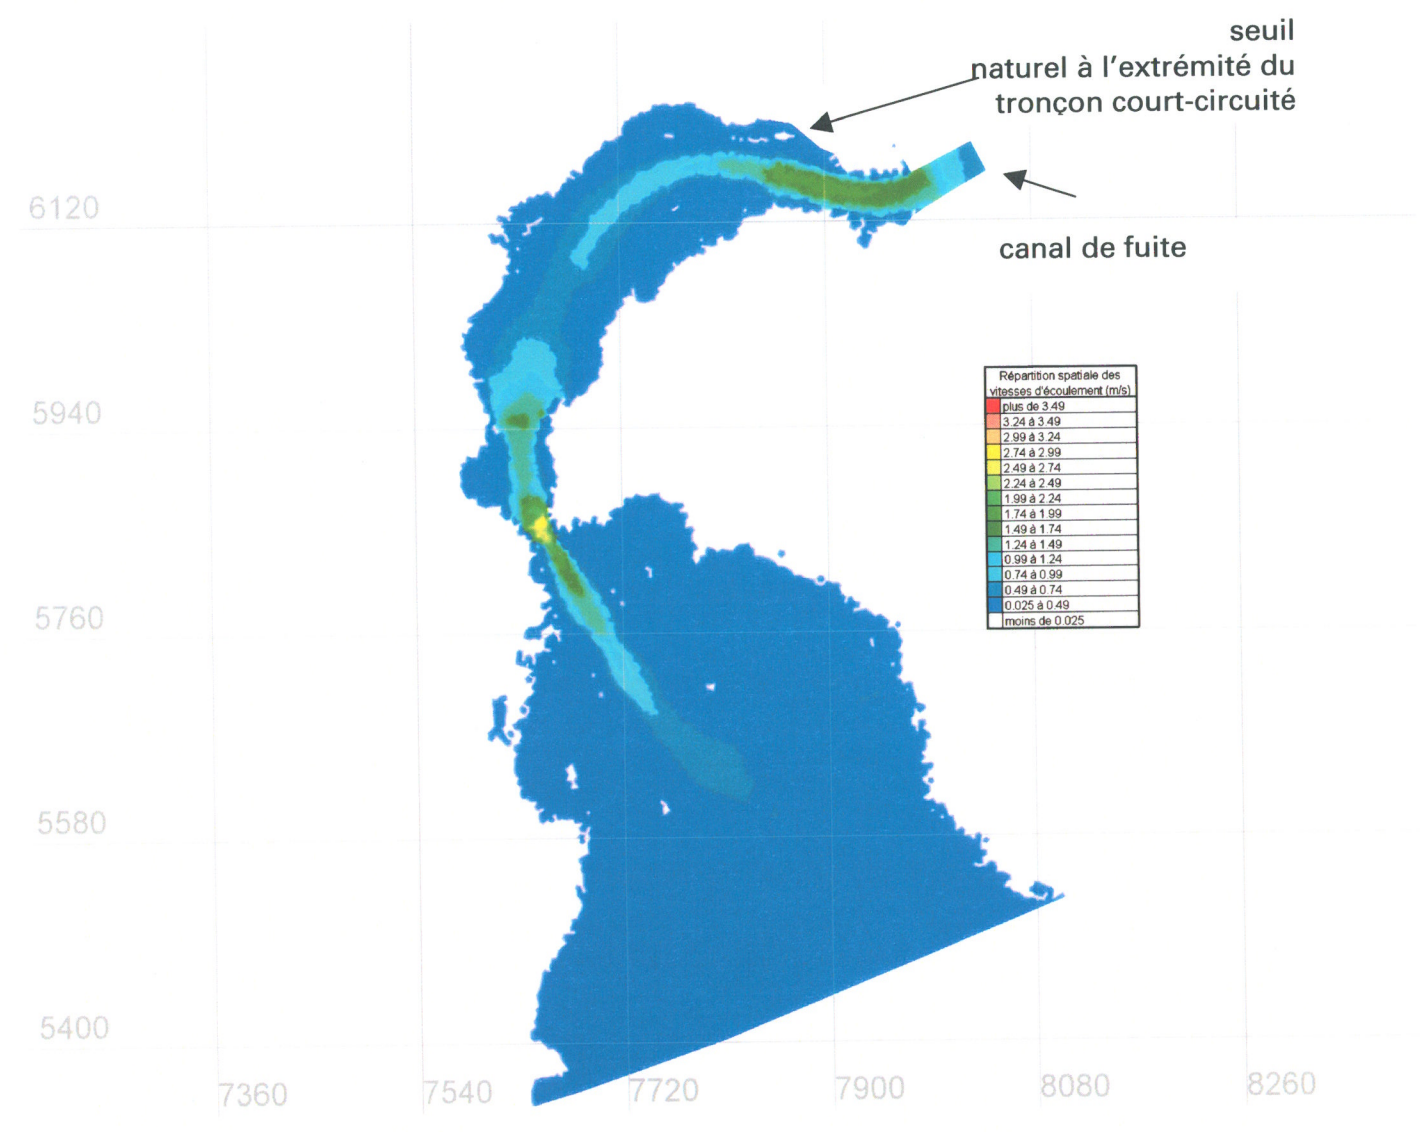 seuil
naturel à l'extrémité du
tronçon court-circuité
6120
canal de fuite
Répartition spatiale des
vitesses d'écoulement (m/s)
plus de 3.49
3.24 à 3.49
2.99 à 3.24
2.74 à 2.99
2.49 à 2.74
2.24 à 2.49
1.99 à 2.24
1.74 à 1.99
1.49 à 1.74
1.24 à 1.49
0.99 à 1.24
0.74 à 0.99
0.49 à 0.74
0.025 à 0.49
moins de 0.025
5940
5760
5580
5400
7360
7540
7720
7900
8080
8260